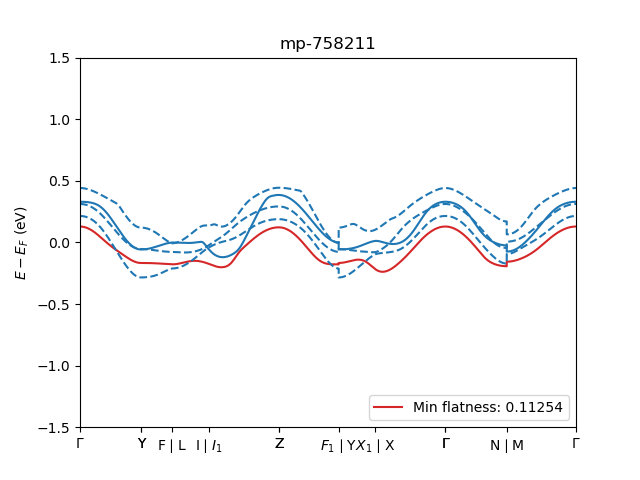 mp-758211
1.5
1.0
0.5
0.0
−0.5
−1.0
−1.5
E − E_F (eV)
Min flatness: 0.11254
Γ Y F | L I | I₁ Z F₁ | Y X₁ | X Γ N | M Γ